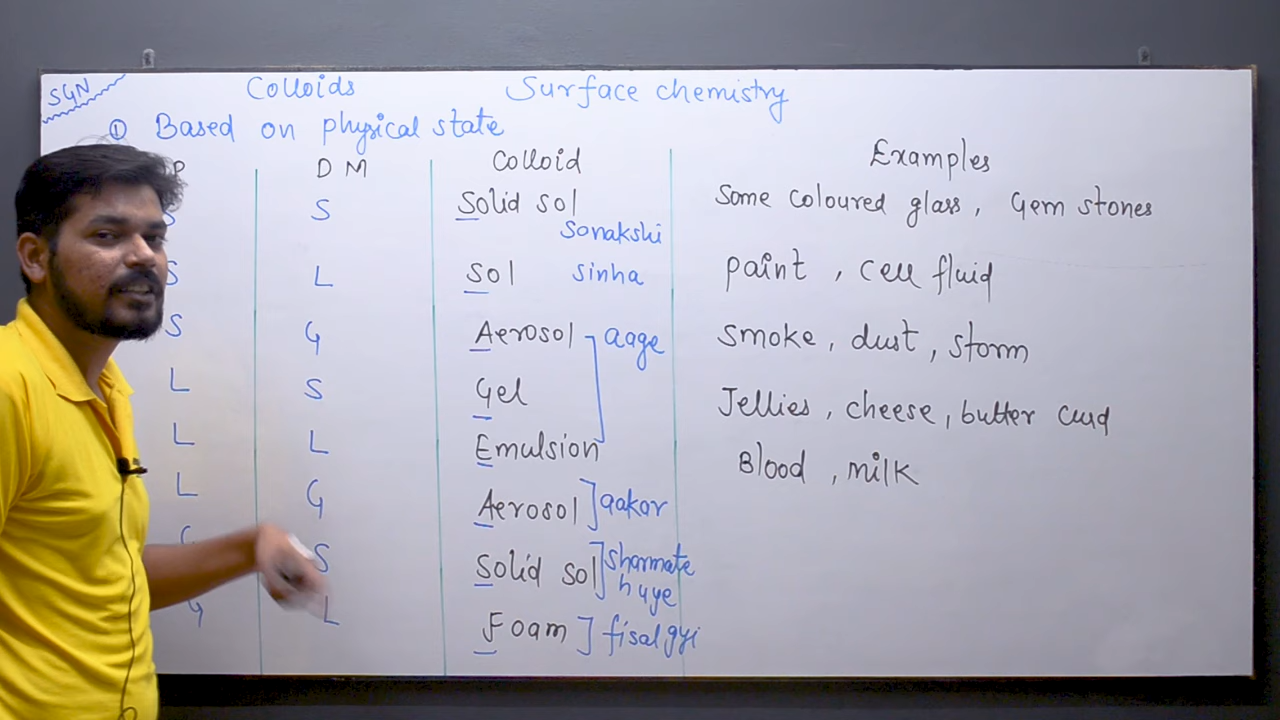 SGN
Colloids Surface chemistry
① Based on physical state
P DM Colloid Examples
S S Solid sol Some coloured glass, Gem stones
Sonakshi
S L Sol sinha paint, cell fluid
S G Aerosol aage smoke, dust, storm
L S Gel Jellies, cheese, butter curd
L L Emulsion Blood, milk
L G Aerosol aakar
G S Solid sol sharmate
huye
G L Foam fisal gyi